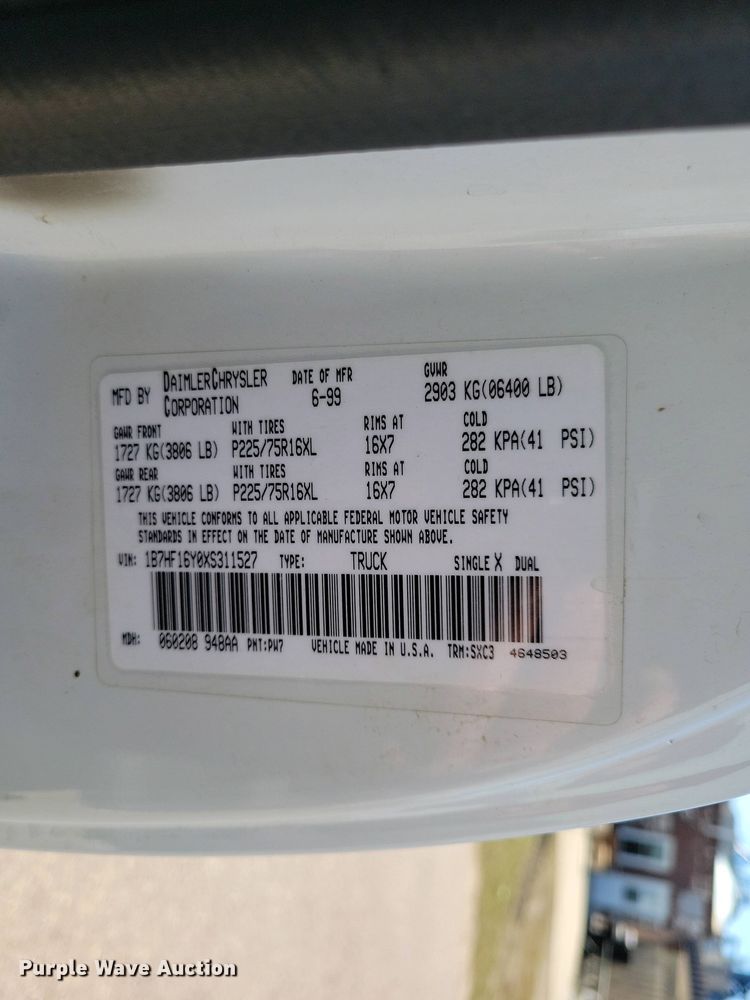 MFD BY DAIMLERCHRYSLER CORPORATION DATE OF MFR 6-99 GVWR 2903 KG(06400 LB)
GAWR FRONT WITH TIRES RIMS AT COLD
1727 KG(3806 LB) P225/75R16XL 16X7 282 KPA(41 PSI)
GAWR REAR WITH TIRES RIMS AT COLD
1727 KG(3806 LB) P225/75R16XL 16X7 282 KPA(41 PSI)
THIS VEHICLE CONFORMS TO ALL APPLICABLE FEDERAL MOTOR VEHICLE SAFETY
STANDARDS IN EFFECT ON THE DATE OF MANUFACTURE SHOWN ABOVE.
VIN: 1B7HF16Y0XS311527 TYPE: TRUCK SINGLE X DUAL
MDH: 060208 948AA PNT:PW7 VEHICLE MADE IN U.S.A. TRM:SXC3 4648503
Purple Wave Auction